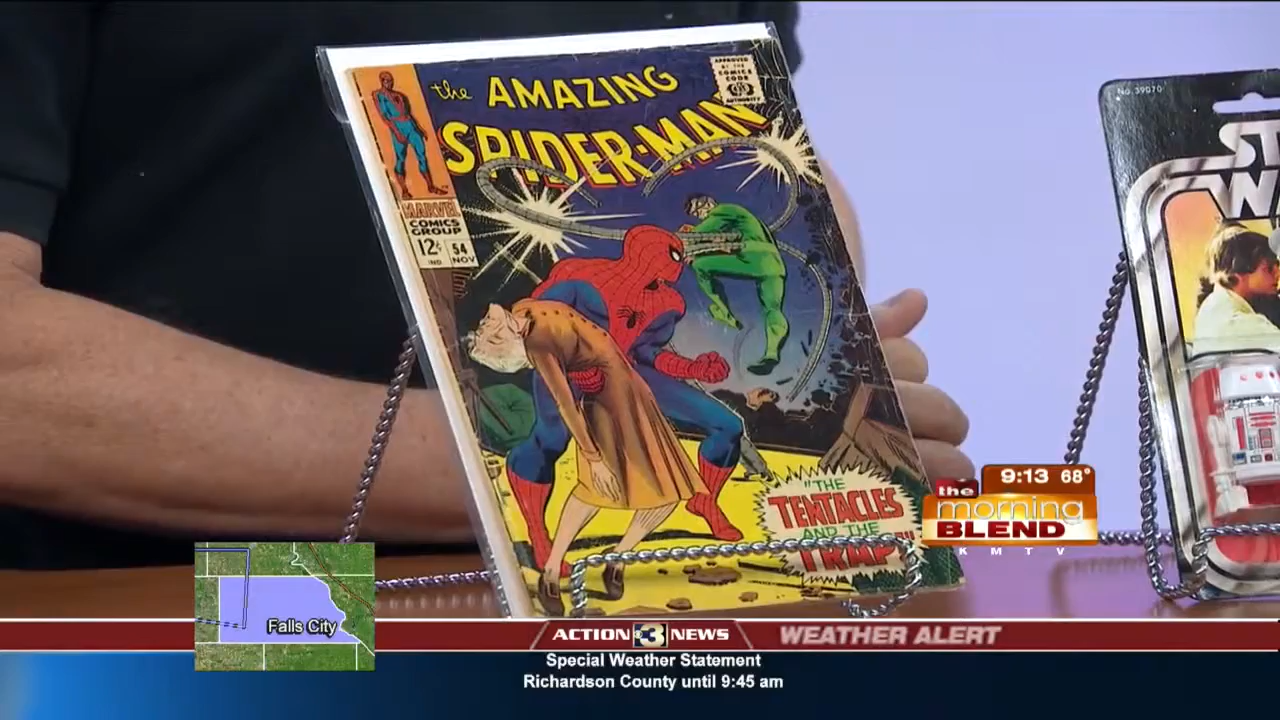 the AMAZING
SPIDER-MAN
APPROVED
BY THE
COMICS
CODE
AUTHORITY
MARVEL
COMICS
GROUP
12¢
IND.
54
NOV
"THE
TENTACLES
AND THE
TRAP"
No. 39070
9:13 68°
the
morning
BLEND
KMTV
Falls City
ACTION 3 NEWS
WEATHER ALERT
Special Weather Statement
Richardson County until 9:45 am